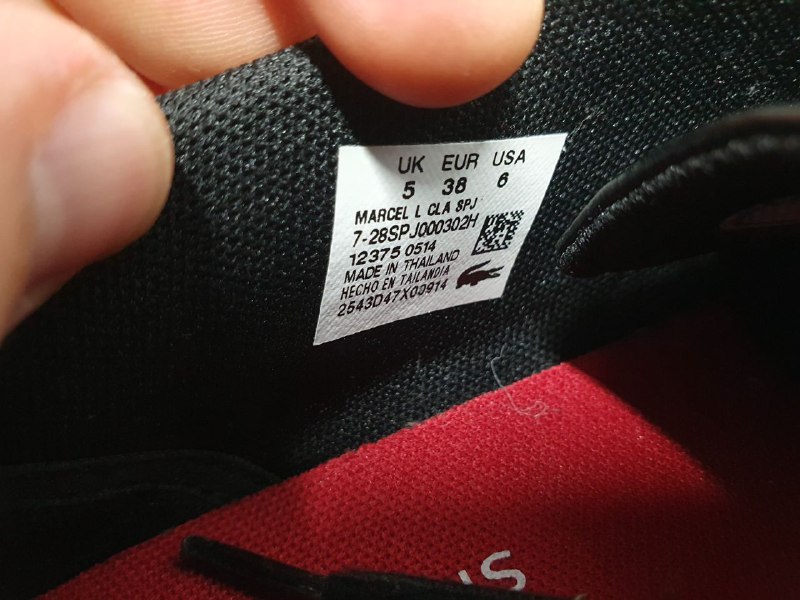 UK EUR USA
5 38 6
MARCEL L CLA SPJ
7-28SPJ000302H
12375 0514
MADE IN THAILAND
HECHO EN TAILANDIA
2543D47X00914